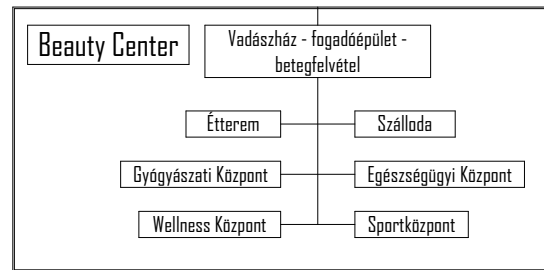 Beauty Center
Vadászház - fogadóépület -
betegfelvétel
Étterem
Szálloda
Gyógyászati Központ
Egészségügyi Központ
Wellness Központ
Sportközpont